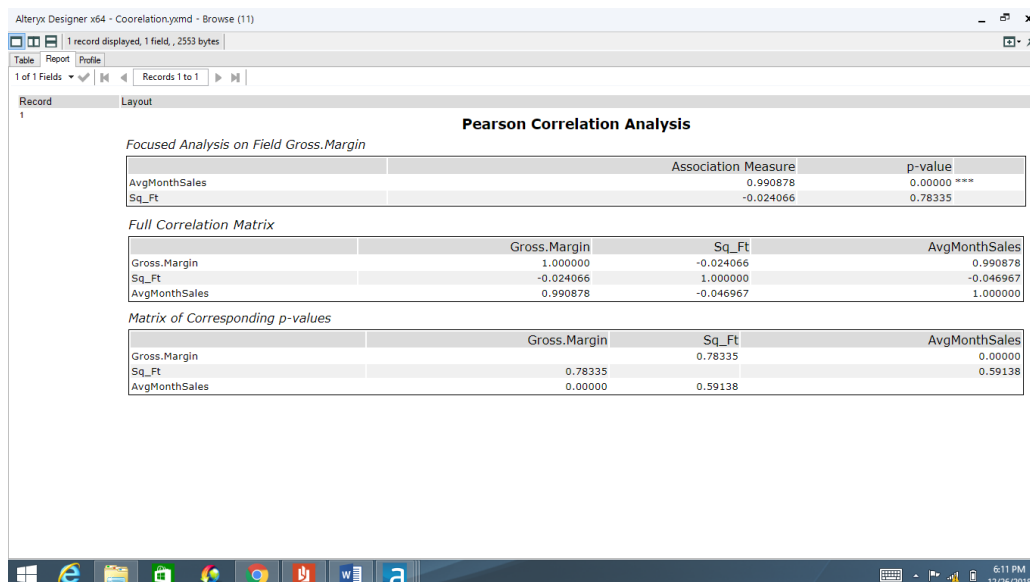 Alteryx Designer x64 - Coorelation.yxmd - Browse (11)
1 record displayed, 1 field, , 2553 bytes
Table Report Profile
1 of 1 Fields Records 1 to 1
Record Layout
1
Pearson Correlation Analysis
Focused Analysis on Field Gross.Margin
Association Measure p-value
AvgMonthSales 0.990878 0.00000 ***
Sq_Ft -0.024066 0.78335
Full Correlation Matrix
Gross.Margin Sq_Ft AvgMonthSales
Gross.Margin 1.000000 -0.024066 0.990878
Sq_Ft -0.024066 1.000000 -0.046967
AvgMonthSales 0.990878 -0.046967 1.000000
Matrix of Corresponding p-values
Gross.Margin Sq_Ft AvgMonthSales
Gross.Margin 0.78335 0.00000
Sq_Ft 0.78335 0.59138
AvgMonthSales 0.00000 0.59138
6:11 PM